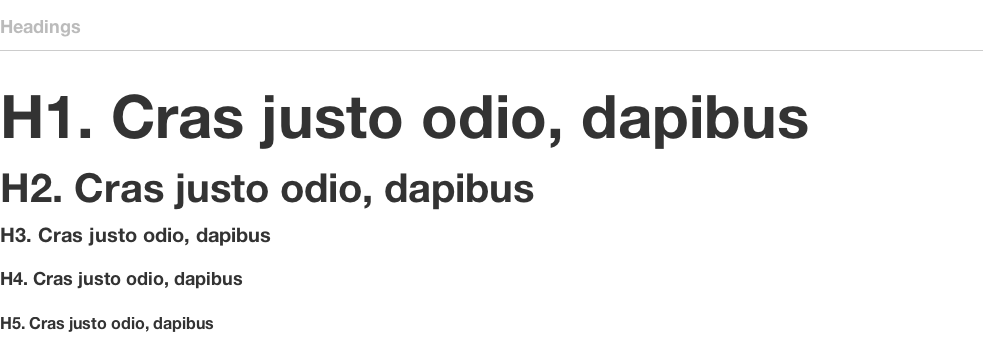 Headings
H1. Cras justo odio, dapibus
H2. Cras justo odio, dapibus
H3. Cras justo odio, dapibus
H4. Cras justo odio, dapibus
H5. Cras justo odio, dapibus